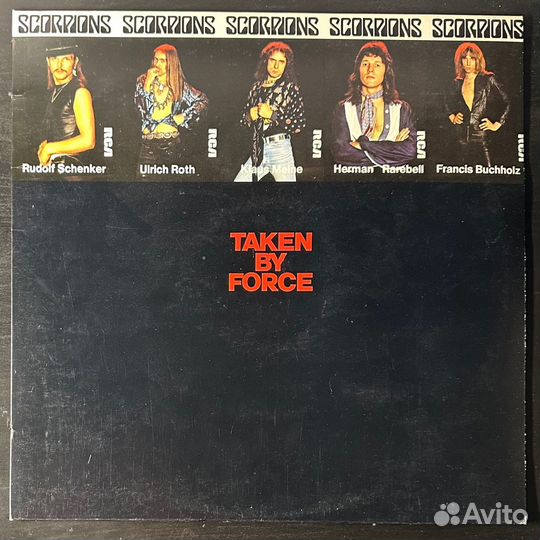 SCORPIONS SCORPIONS SCORPIONS SCORPIONS SCORPIONS
RCA RCA RCA RCA RCA
Rudolf Schenker Ulrich Roth Klaus Meine Herman Rarebell Francis Buchholz
TAKEN
BY
FORCE
Avito